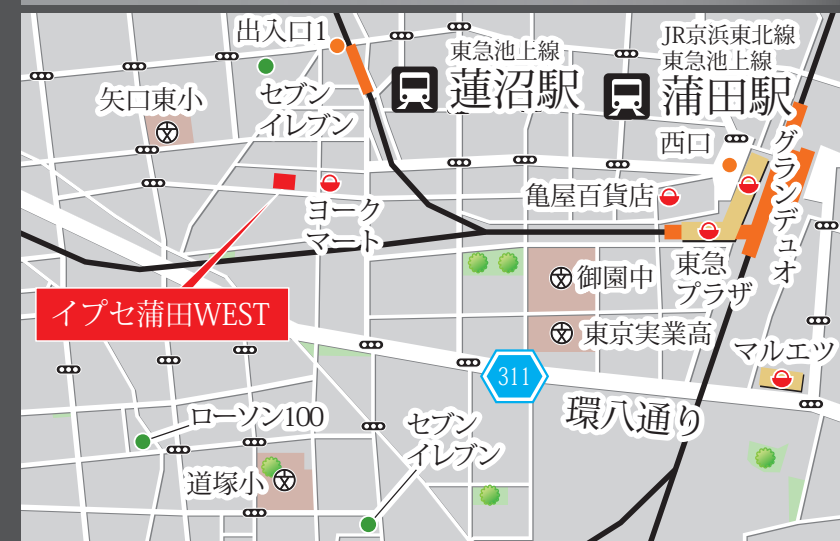 出入口1
東急池上線
蓮沼駅
JR京浜東北線
東急池上線
蒲田駅
矢口東小
セブン
イレブン
西口
グランデュオ
亀屋百貨店
ヨーク
マート
東急
プラザ
御園中
イプセ蒲田WEST
東京実業高
マルエツ
311
環八通り
ローソン100
セブン
イレブン
道塚小